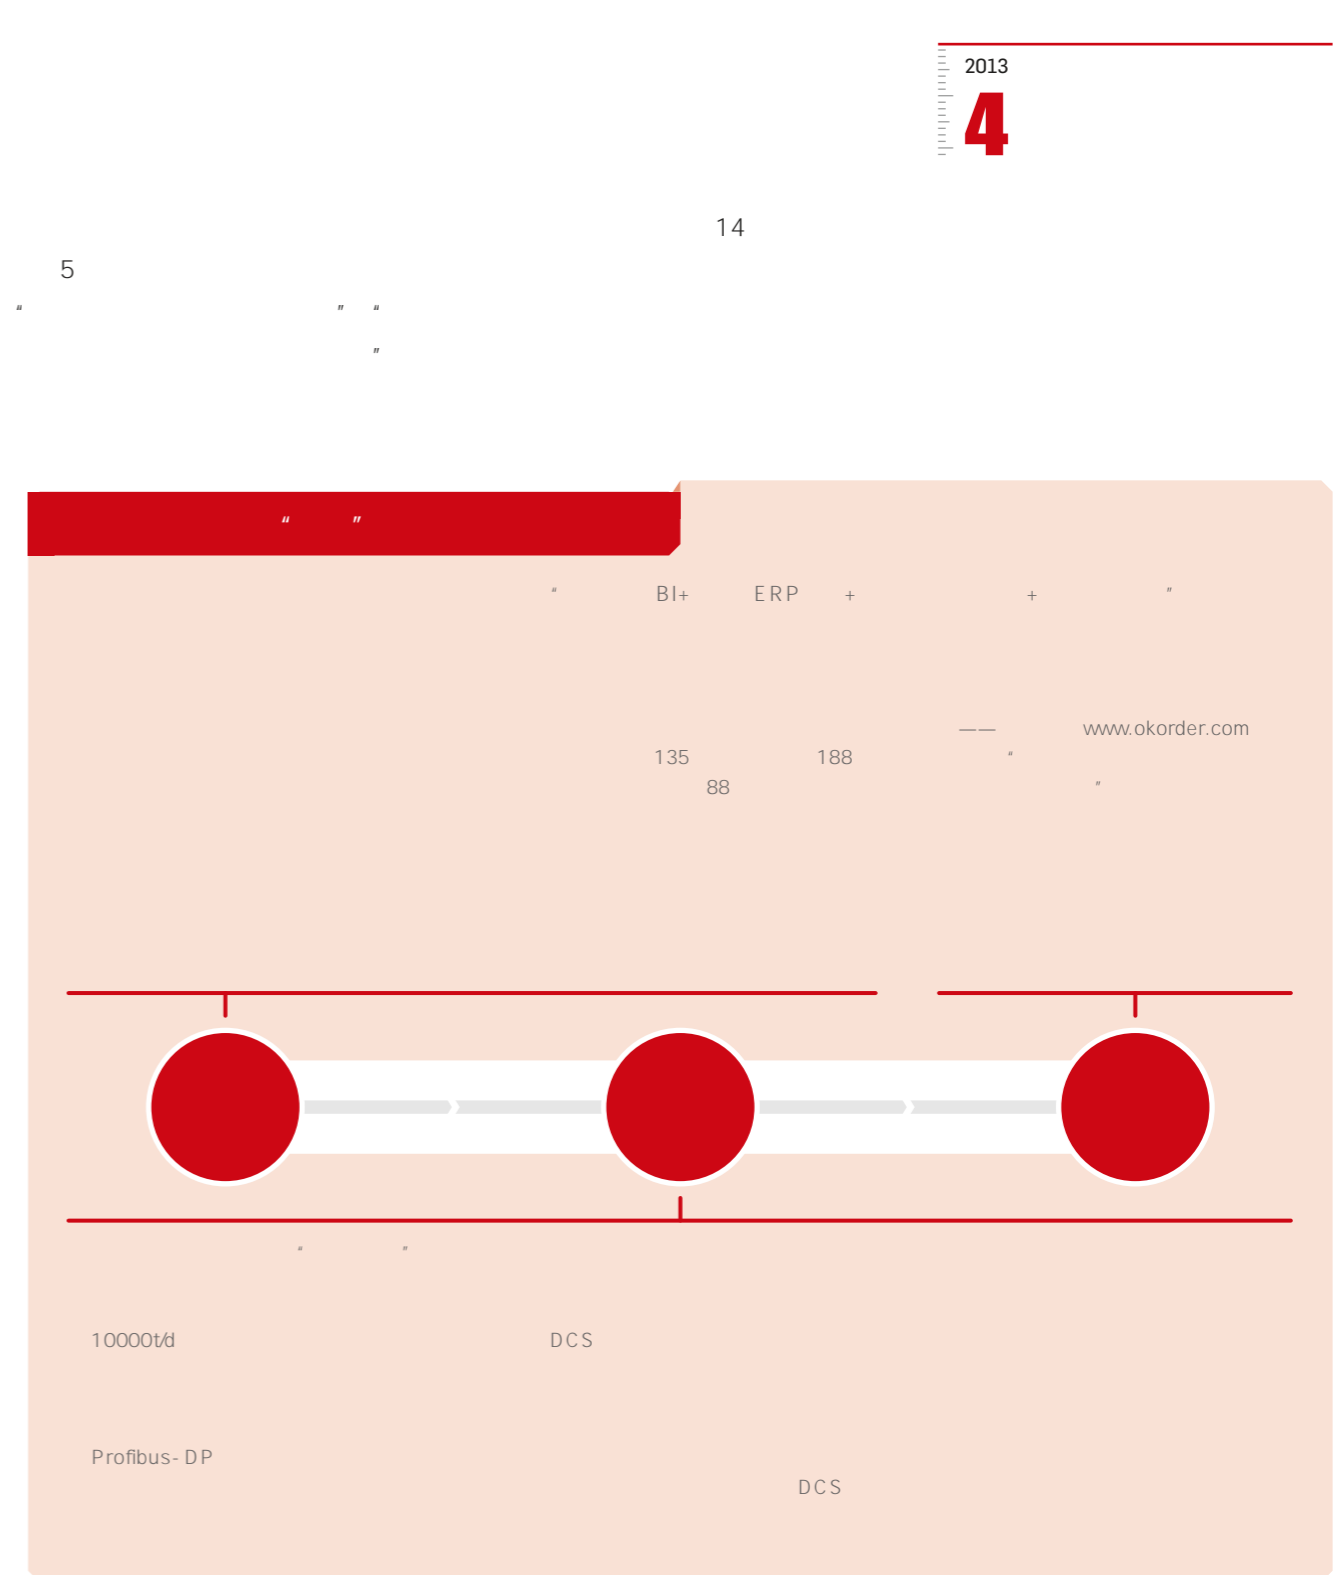 2013
4
14
5
“ ” “
”
“ ”
“ BI+ ERP + + ”
—— www.okorder.com
135 188 “
88 ”
“ ”
10000t/d DCS
Profibus- DP
DCS